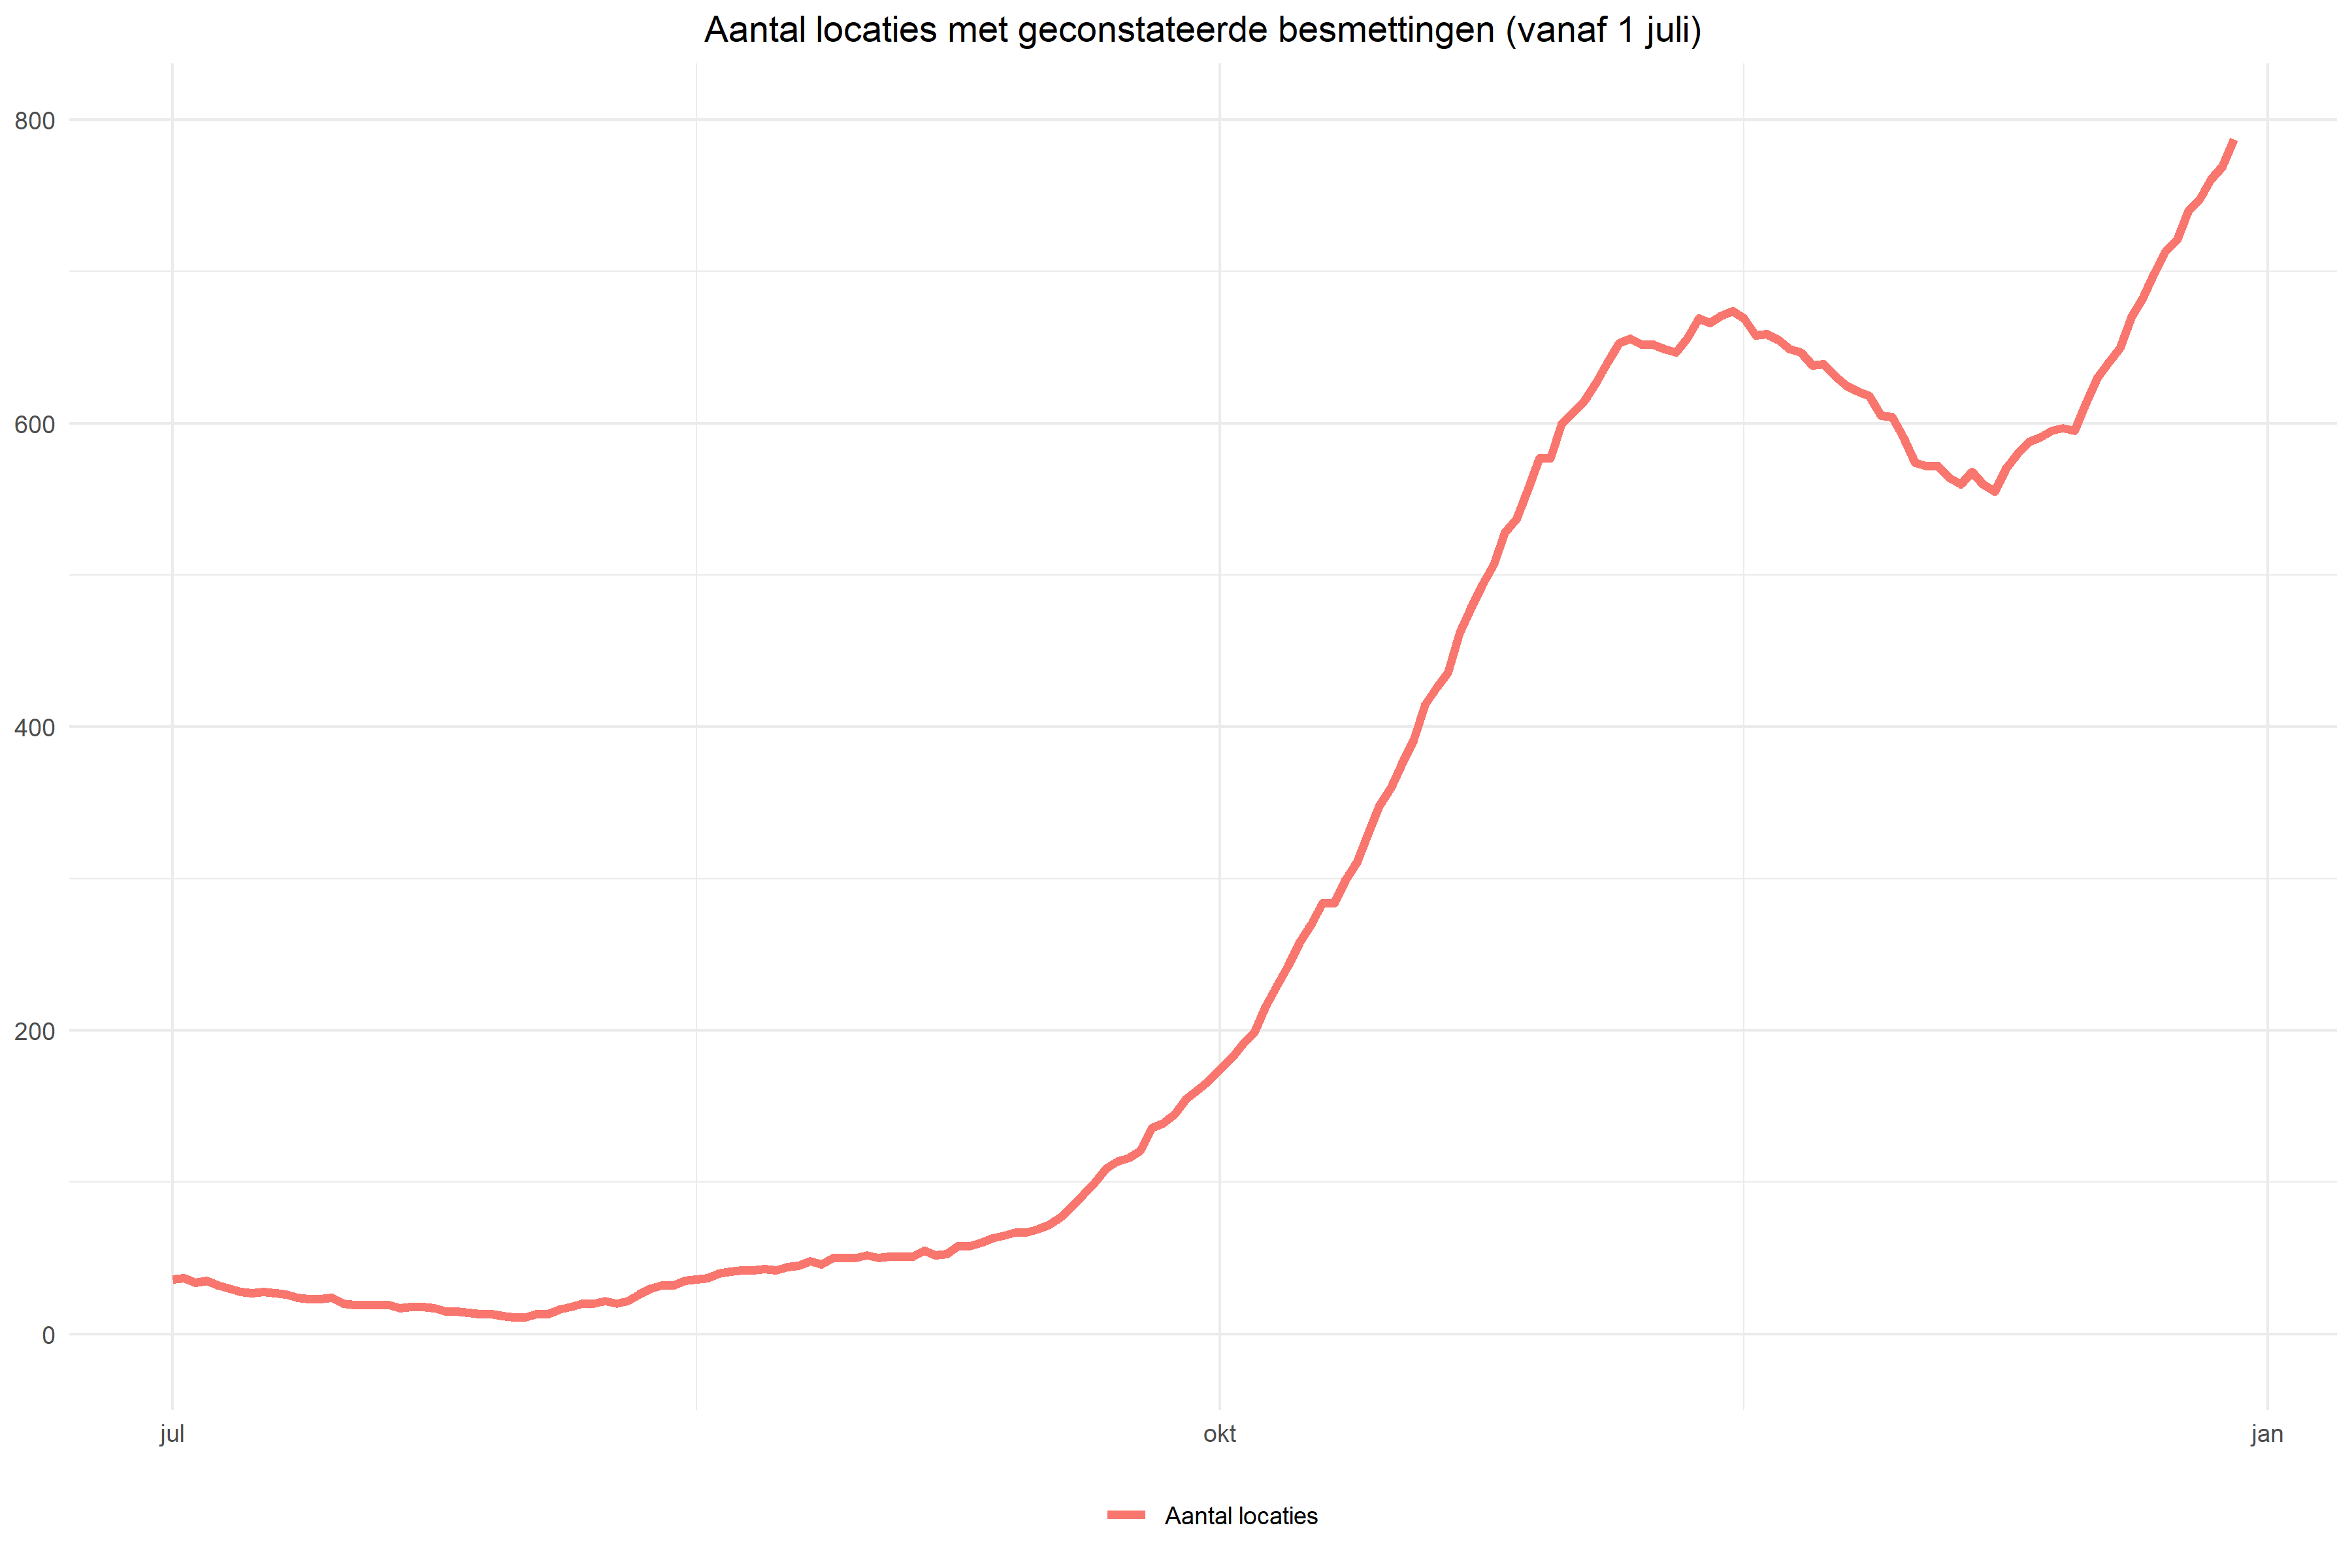 Aantal locaties met geconstateerde besmettingen (vanaf 1 juli)
800
600
400
200
0
jul okt jan
Aantal locaties